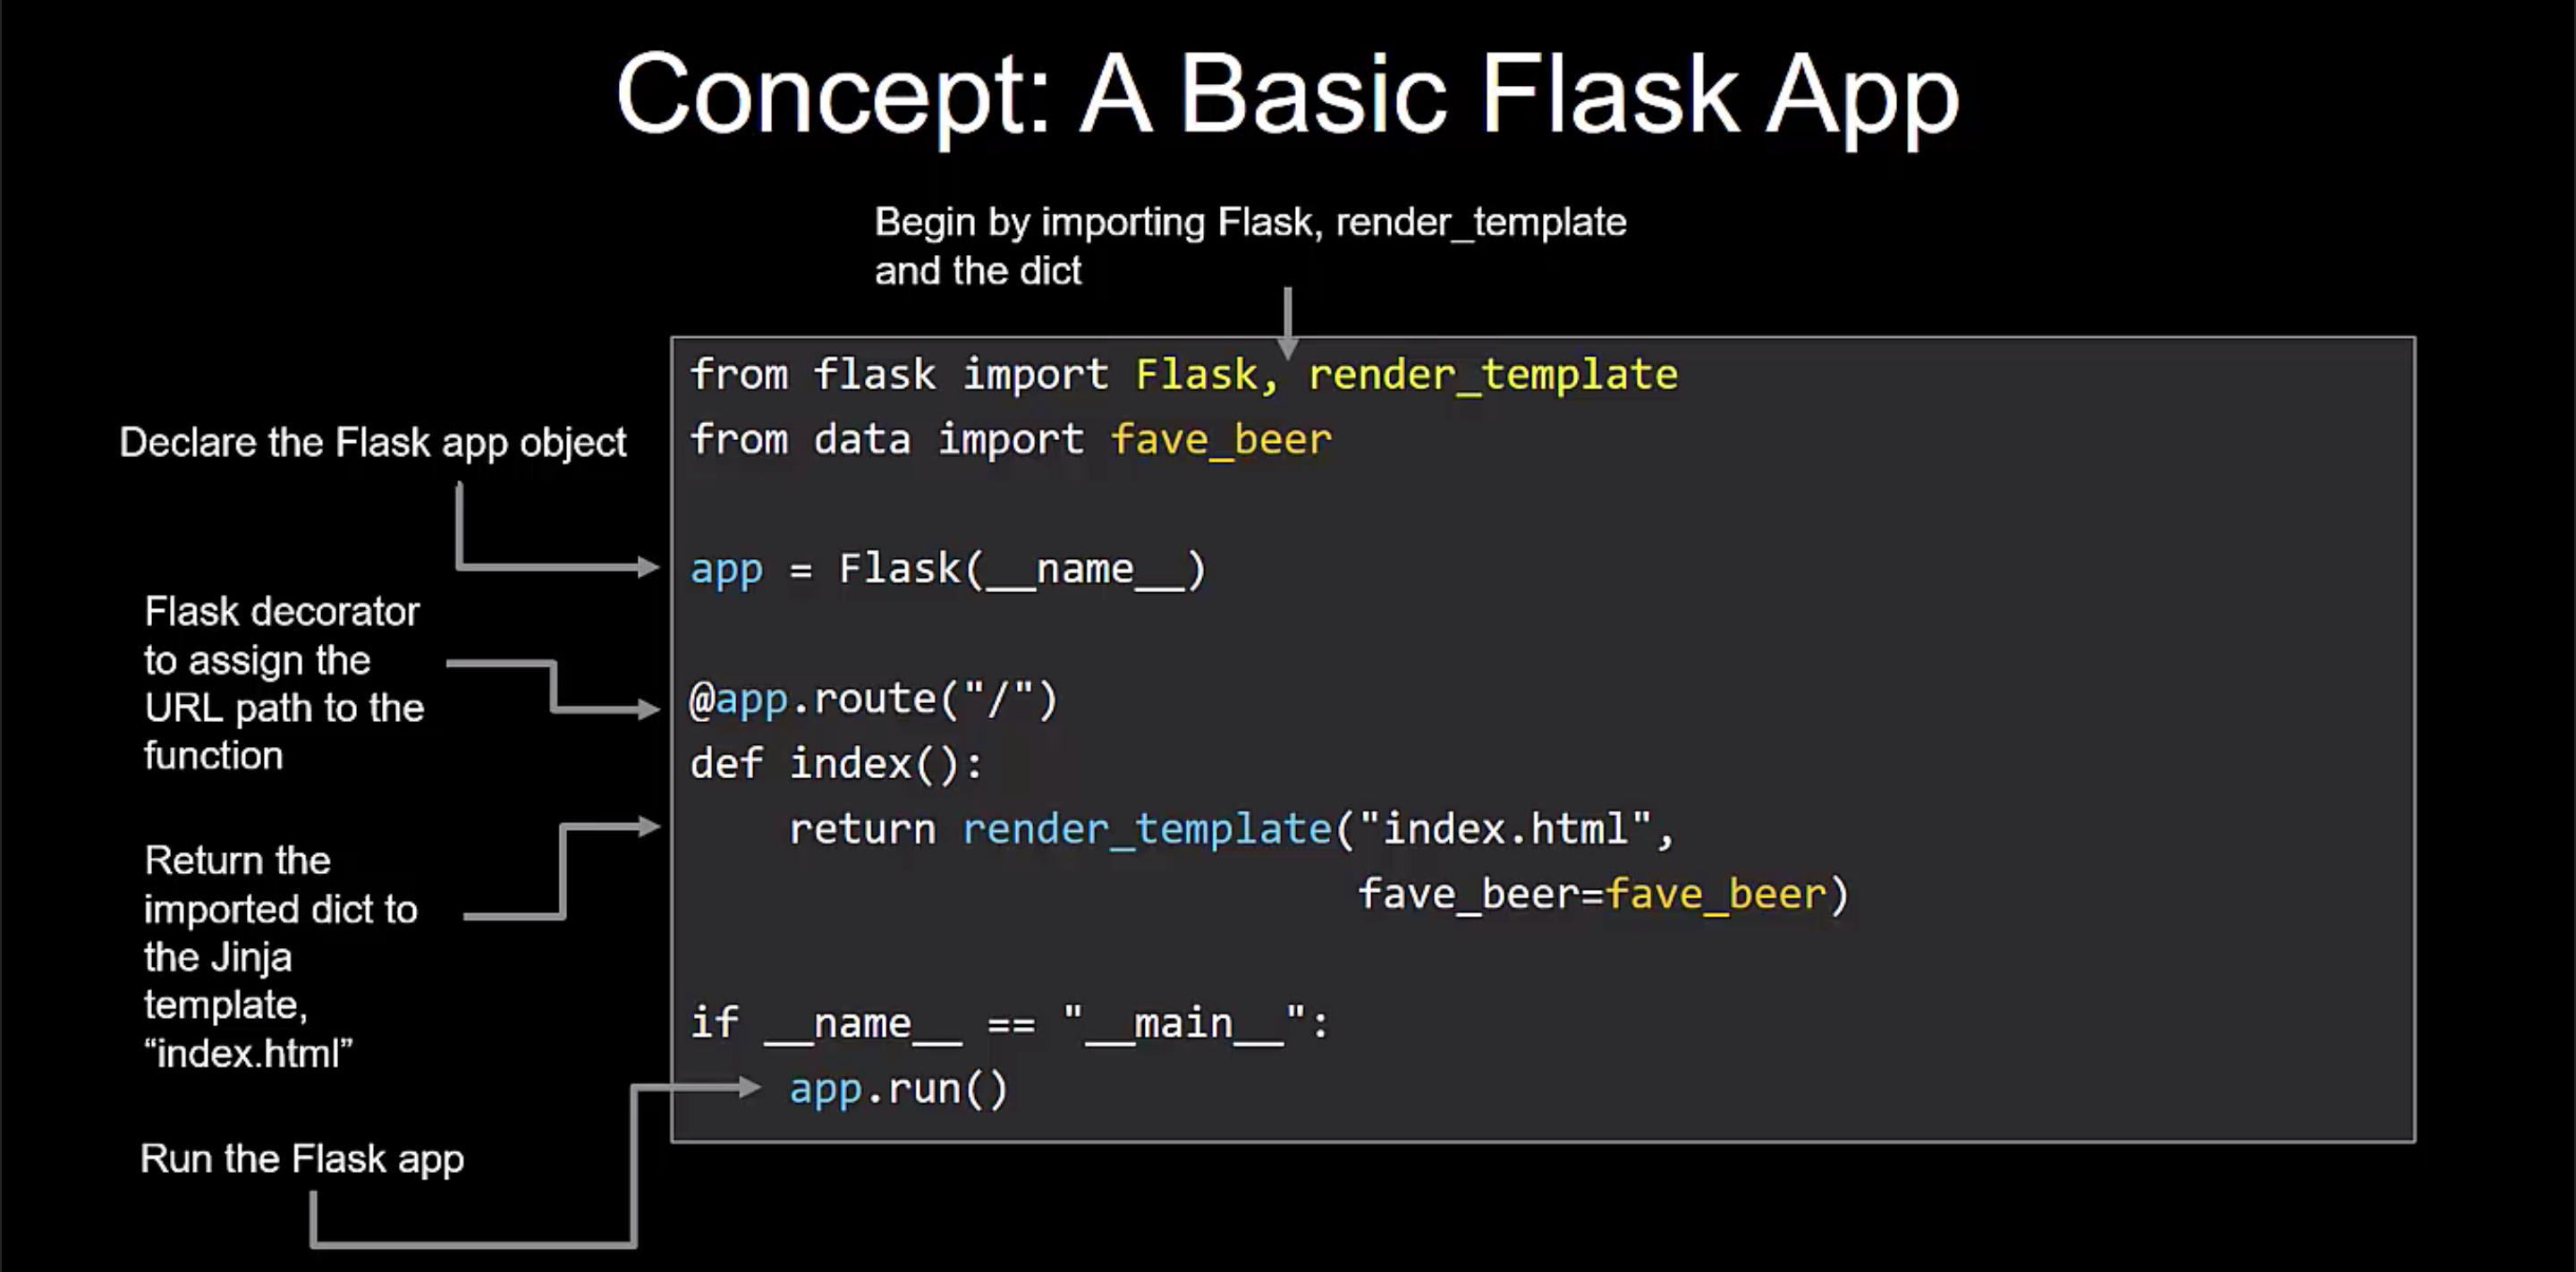 Concept: A Basic Flask App
Begin by importing Flask, render_template
and the dict
from flask import Flask, render_template
from data import fave_beer
Declare the Flask app object
app = Flask(__name__)
Flask decorator
to assign the
URL path to the
function
@app.route("/")
def index():
    return render_template("index.html",
                           fave_beer=fave_beer)
Return the
imported dict to
the Jinja
template,
“index.html”
if __name__ == "__main__":
    app.run()
Run the Flask app